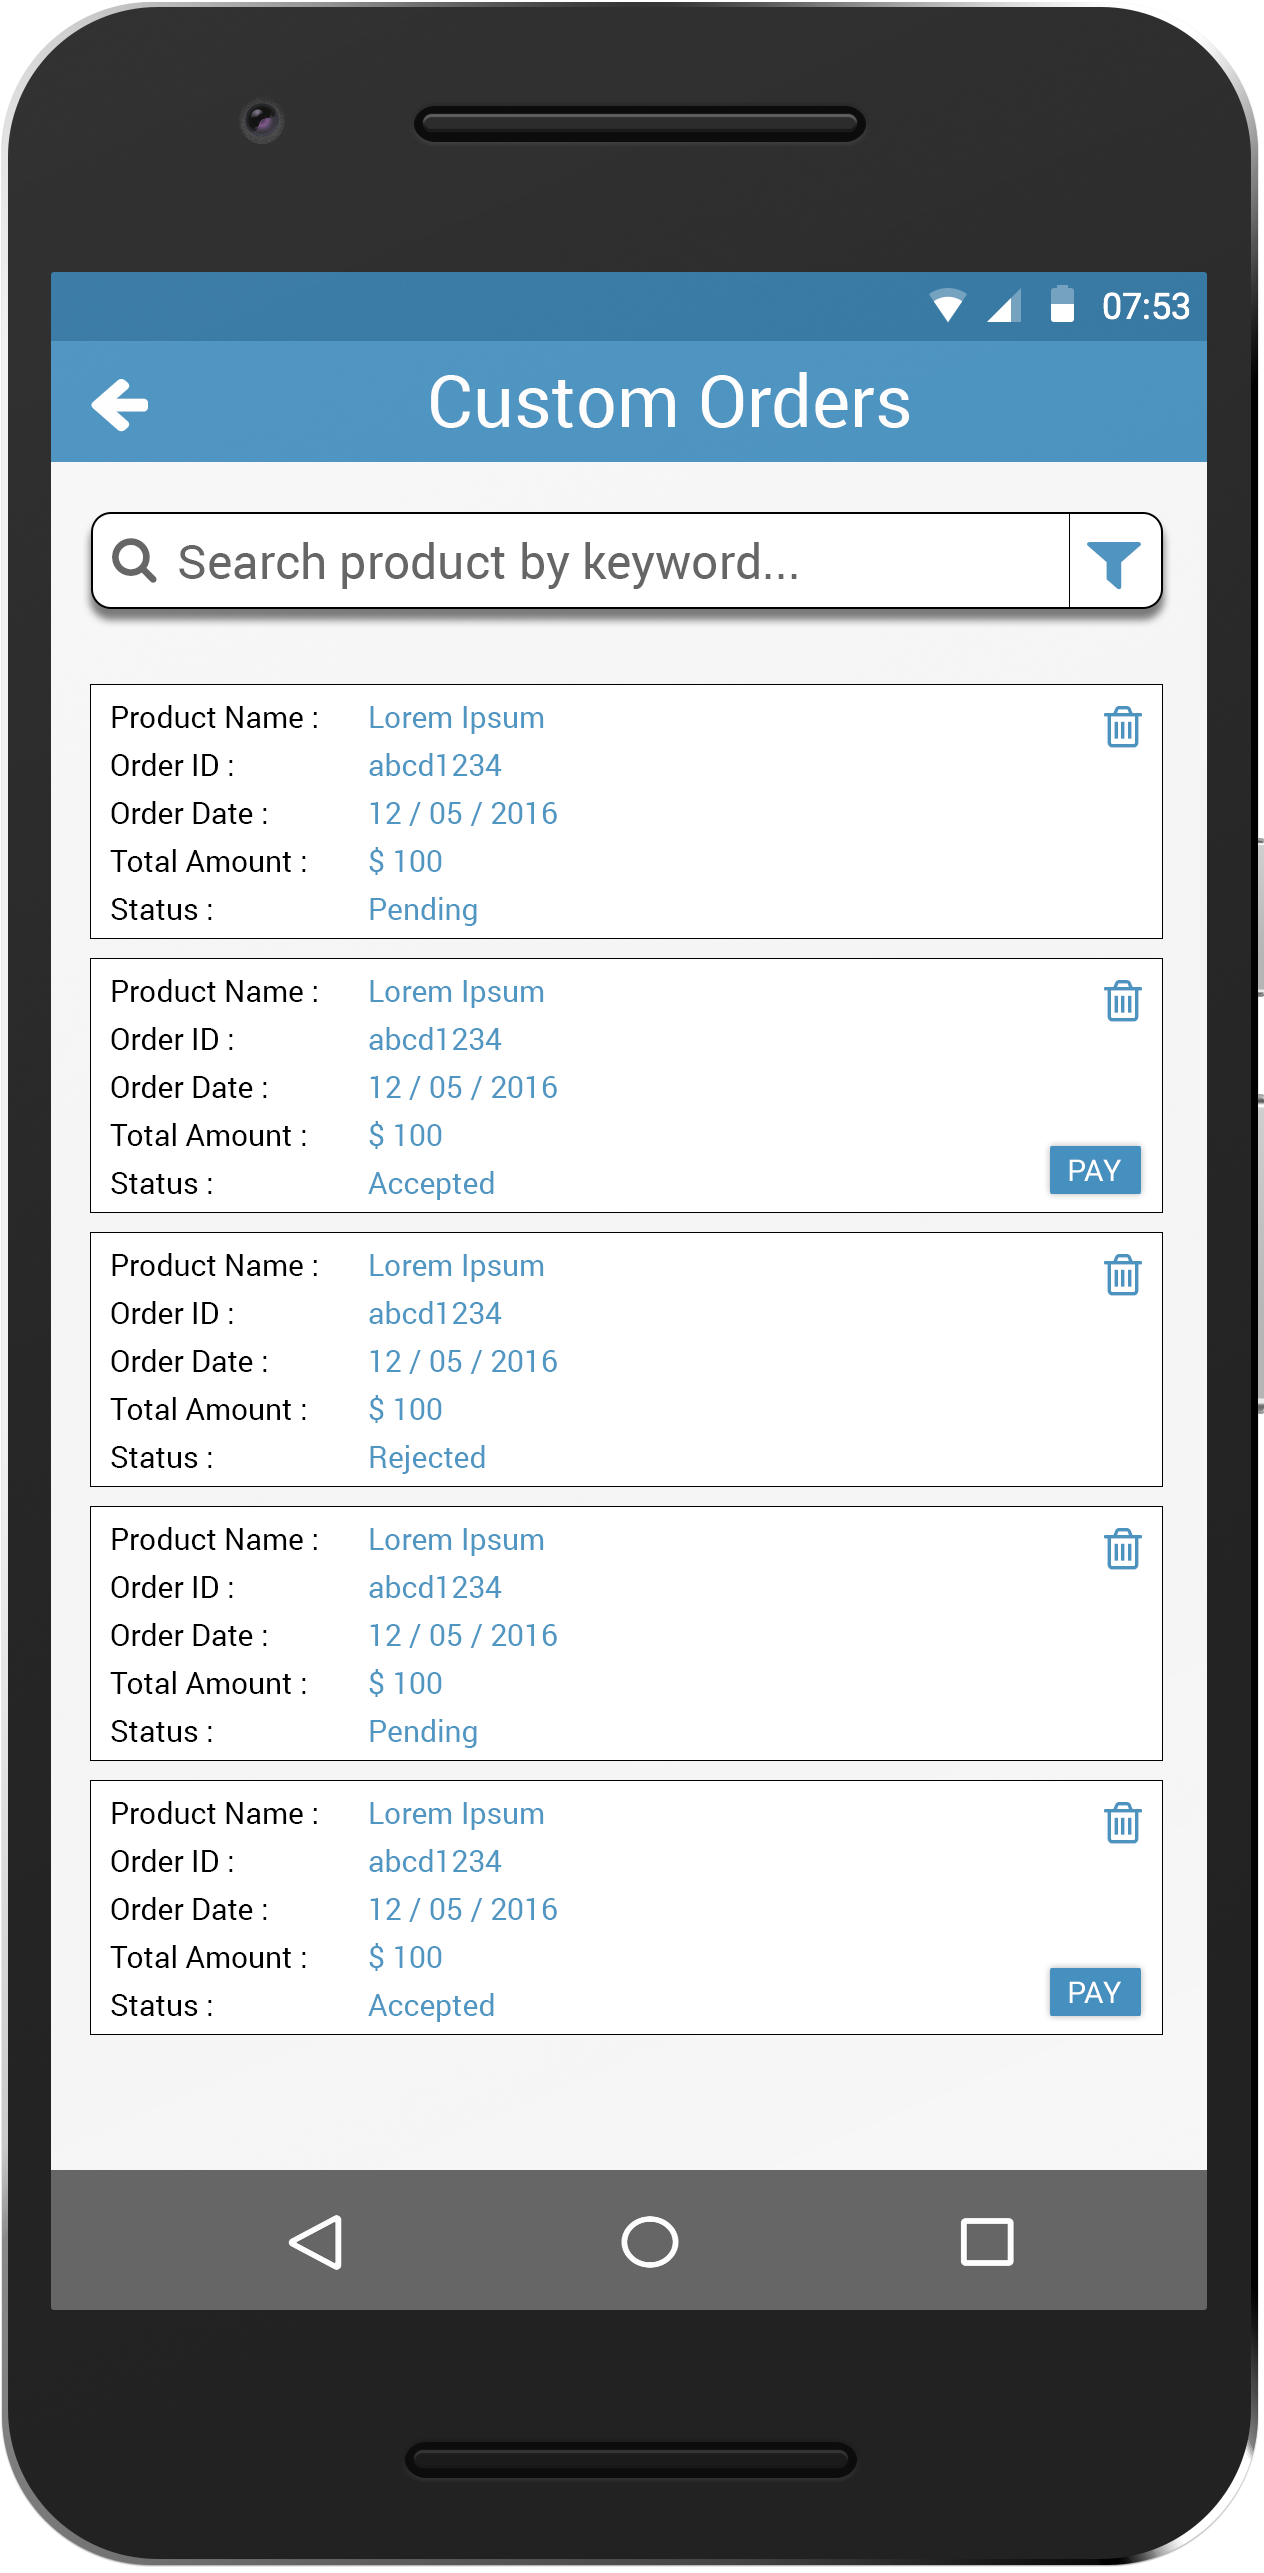 07:53
Custom Orders
Search product by keyword...
Product Name : Lorem Ipsum
Order ID : abcd1234
Order Date : 12 / 05 / 2016
Total Amount : $ 100
Status : Pending
Product Name : Lorem Ipsum
Order ID : abcd1234
Order Date : 12 / 05 / 2016
Total Amount : $ 100
Status : Accepted
PAY
Product Name : Lorem Ipsum
Order ID : abcd1234
Order Date : 12 / 05 / 2016
Total Amount : $ 100
Status : Rejected
Product Name : Lorem Ipsum
Order ID : abcd1234
Order Date : 12 / 05 / 2016
Total Amount : $ 100
Status : Pending
Product Name : Lorem Ipsum
Order ID : abcd1234
Order Date : 12 / 05 / 2016
Total Amount : $ 100
Status : Accepted
PAY